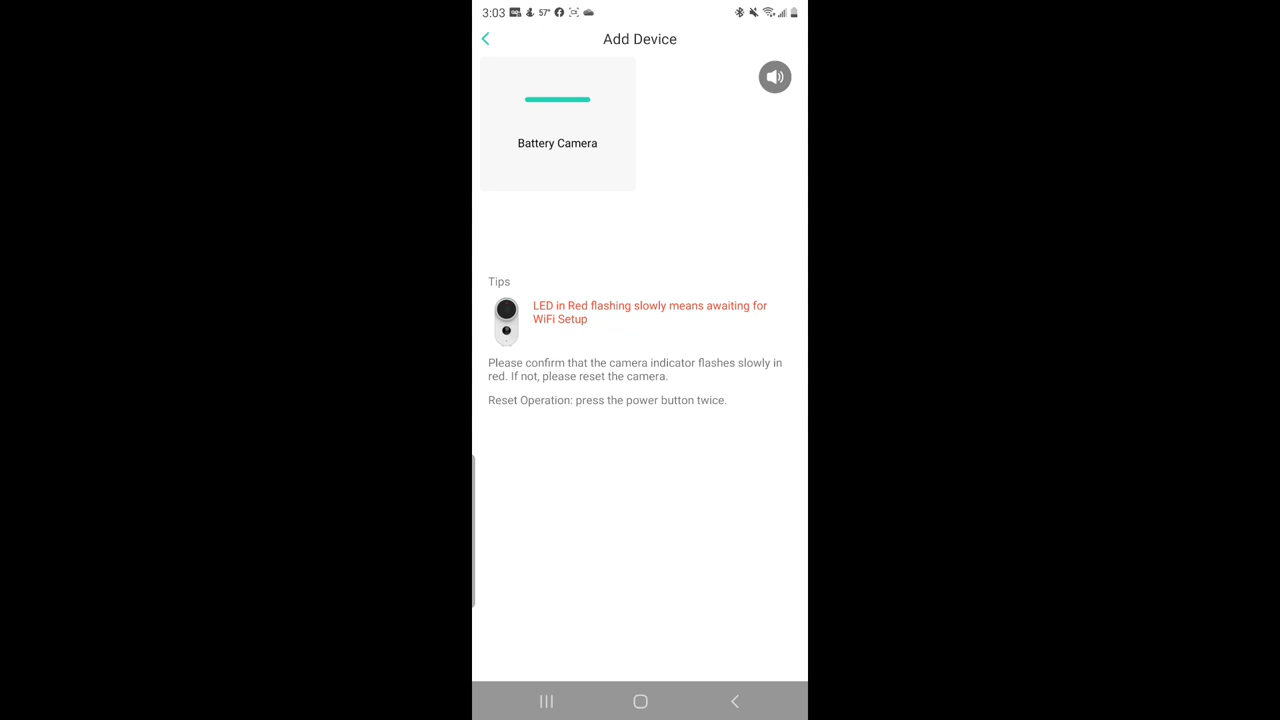 3:03 57°
Add Device
Battery Camera
Tips
LED in Red flashing slowly means awaiting for
WiFi Setup
Please confirm that the camera indicator flashes slowly in
red. If not, please reset the camera.
Reset Operation: press the power button twice.